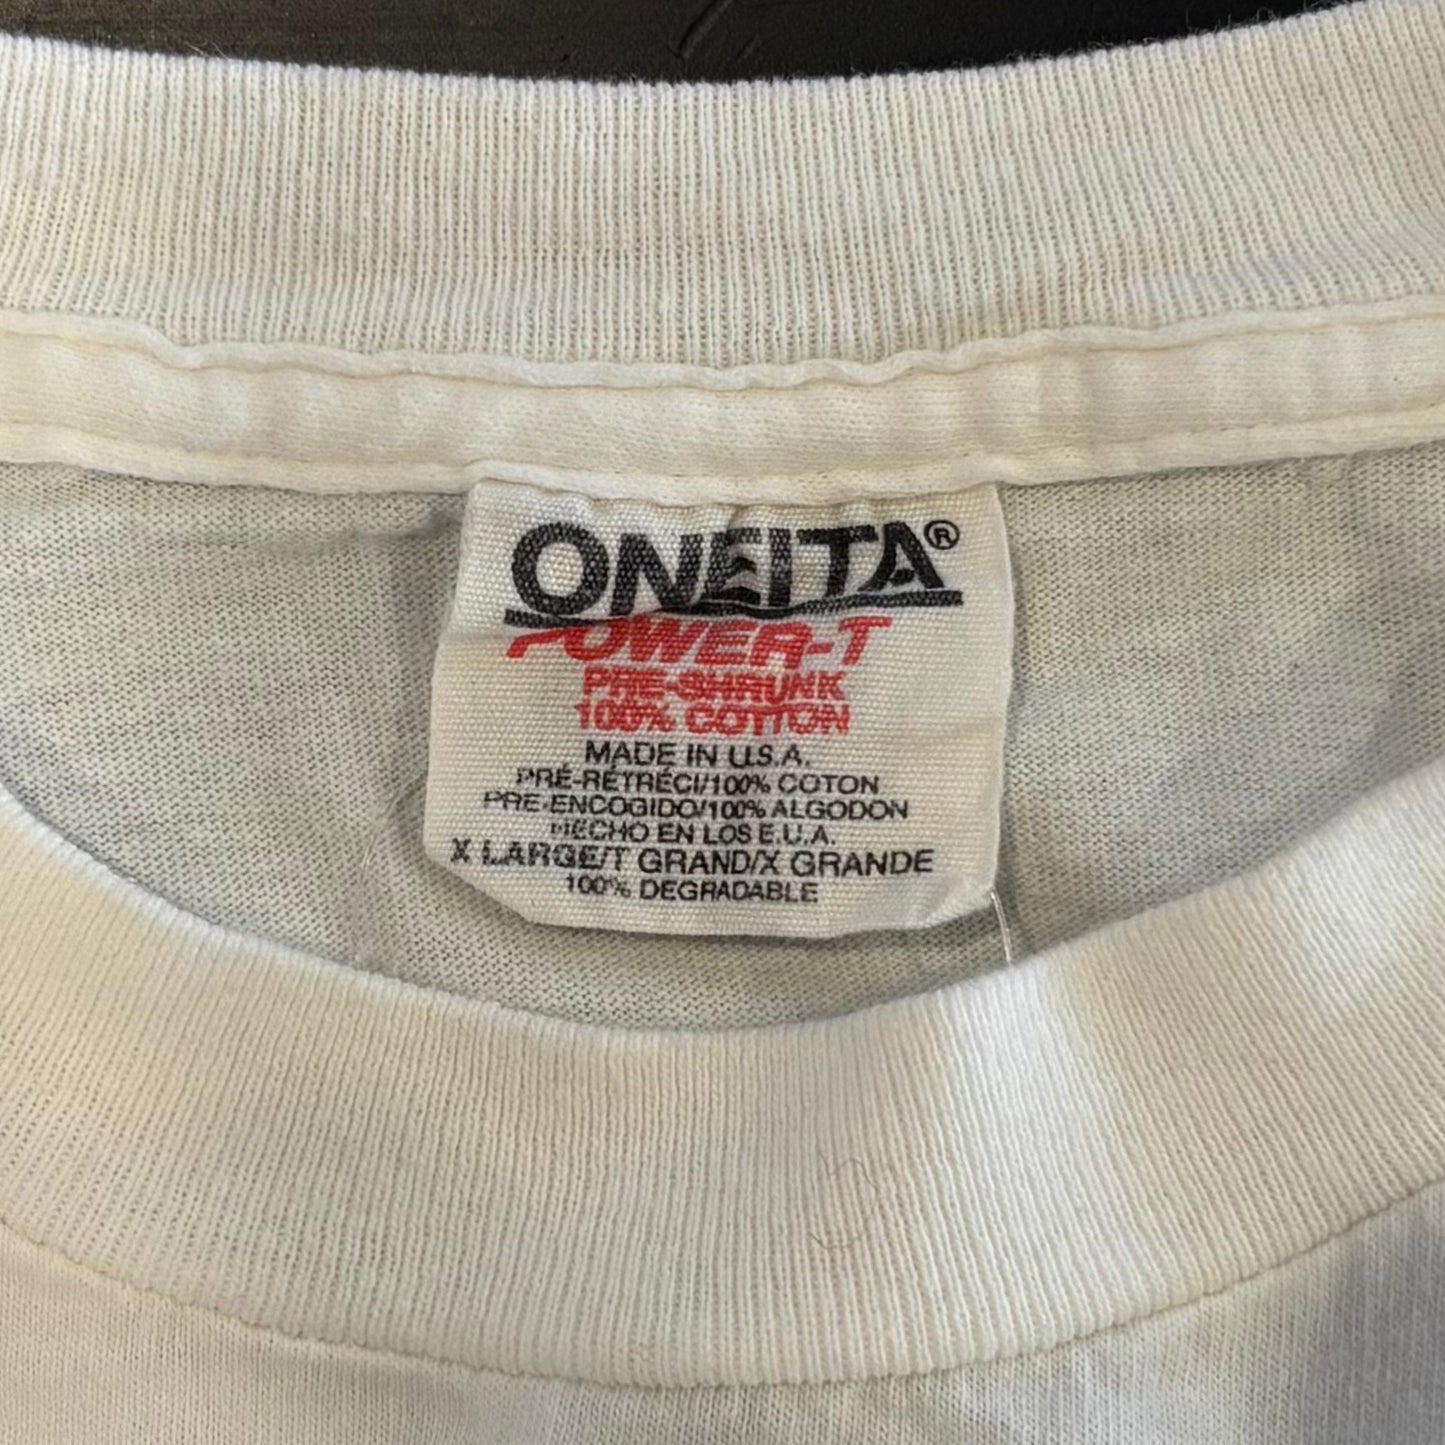 ONEITA®
POWER-T
PRE-SHRUNK
100% COTTON
MADE IN U.S.A.
PRÉ-RÉTRÉCI/100% COTON
PRE-ENCOGIDO/100% ALGODON
HECHO EN LOS E.U.A.
X LARGE/T GRAND/X GRANDE
100% DEGRADABLE